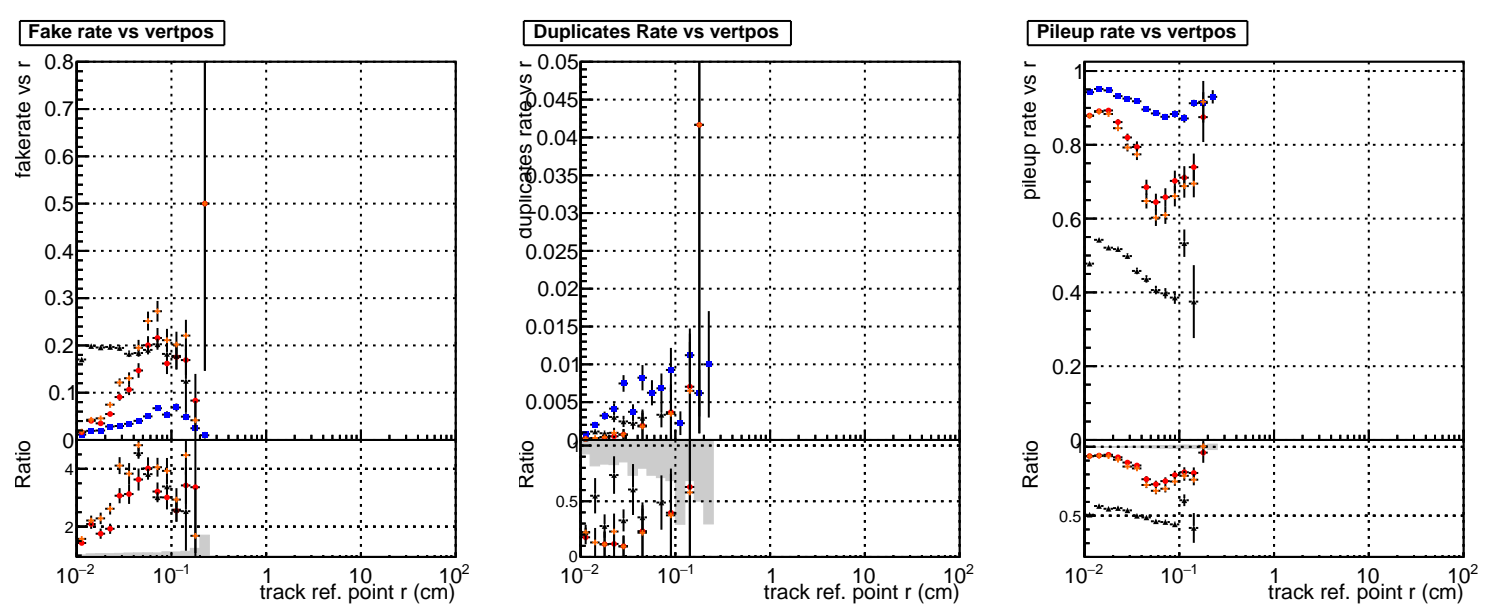 Fake rate vs vertpos
fakerate vs r
0.8
0.7
0.6
0.5
0.4
0.3
0.2
0.1
0
Ratio
4
2
10⁻² 10⁻¹ 1 10 10²
track ref. point r (cm)
Duplicates Rate vs vertpos
duplicates rate vs r
0.05
0.045
0.04
0.035
0.03
0.025
0.02
0.015
0.01
0.005
0
Ratio
0.5
0
10⁻² 10⁻¹ 1 10 10²
track ref. point r (cm)
Pileup rate vs vertpos
pileup rate vs r
1
0.8
0.6
0.4
0.2
0
Ratio
0.5
10⁻² 10⁻¹ 1 10 10²
track ref. point r (cm)